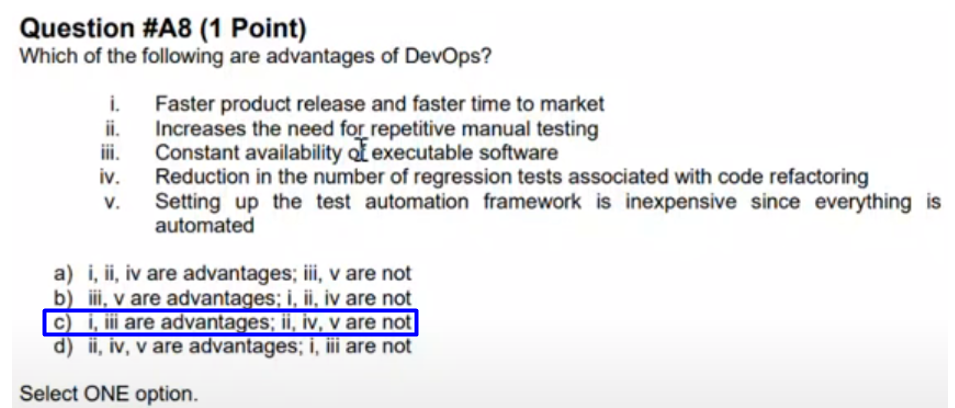 Question #A8 (1 Point)
Which of the following are advantages of DevOps?
i. Faster product release and faster time to market
ii. Increases the need for repetitive manual testing
iii. Constant availability of executable software
iv. Reduction in the number of regression tests associated with code refactoring
v. Setting up the test automation framework is inexpensive since everything is
automated
a) i, ii, iv are advantages; iii, v are not
b) iii, v are advantages; i, ii, iv are not
c) i, iii are advantages; ii, iv, v are not
d) ii, iv, v are advantages; i, iii are not
Select ONE option.